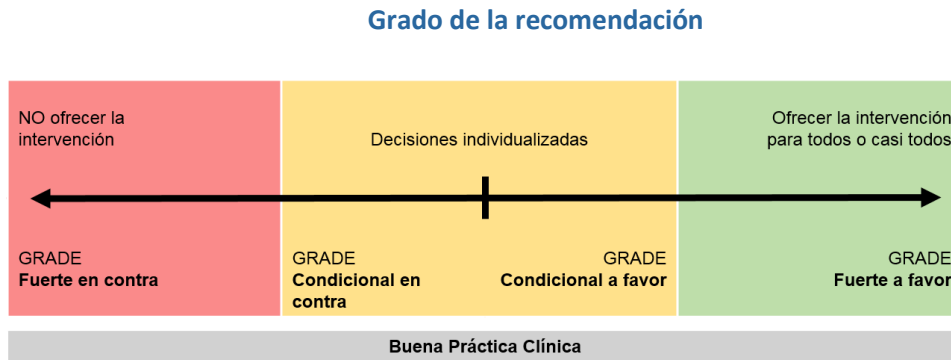 Grado de la recomendación
NO ofrecer la
intervención
Decisiones individualizadas
Ofrecer la intervención
para todos o casi todos
GRADE
Fuerte en contra
GRADE
Condicional en
contra
GRADE
Condicional a favor
GRADE
Fuerte a favor
Buena Práctica Clínica